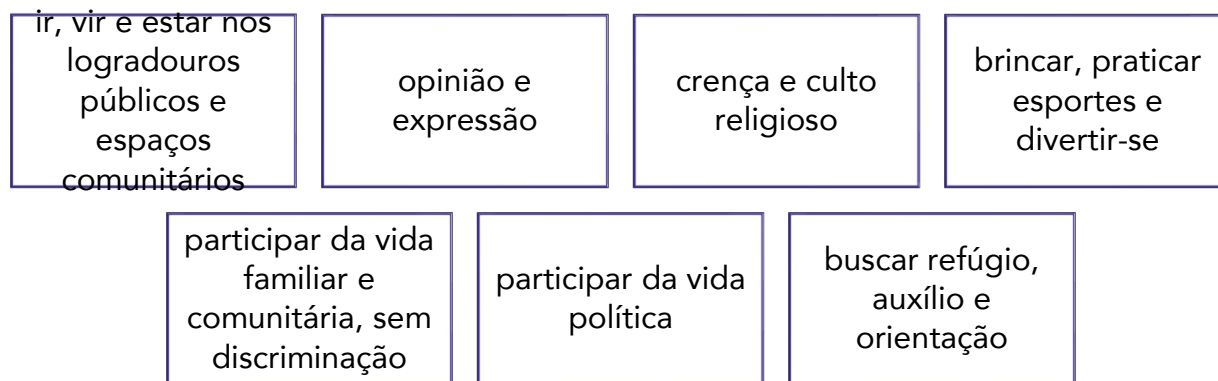 ir, vir e estar nos
logradouros
públicos e
espaços
comunitários
opinião e
expressão
crença e culto
religioso
brincar, praticar
esportes e
divertir-se
participar da vida
familiar e
comunitária, sem
discriminação
participar da vida
política
buscar refúgio,
auxílio e
orientação